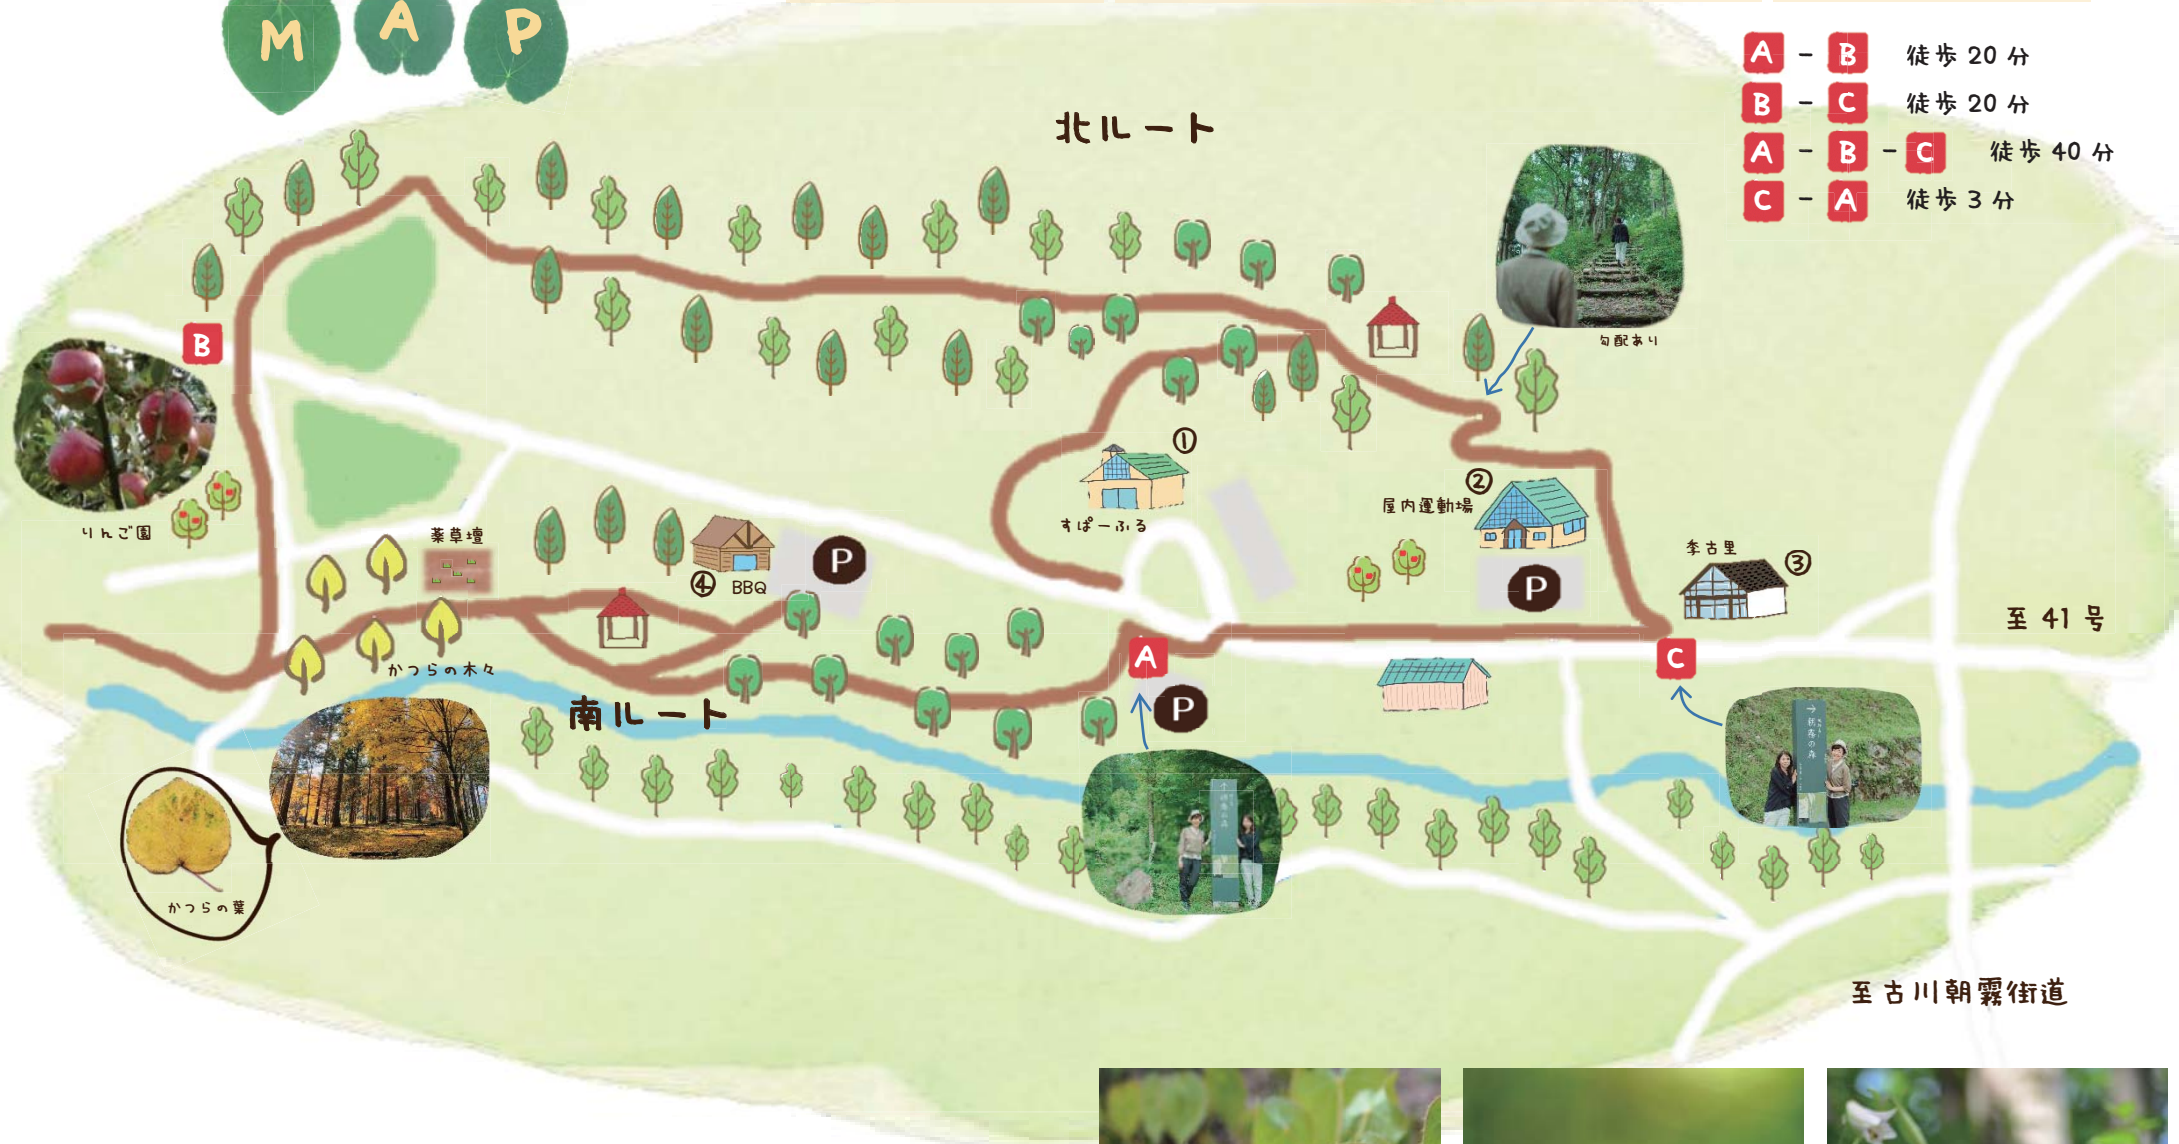 MAP
A - B 徒歩 20 分
B - C 徒歩 20 分
A - B - C 徒歩 40 分
C - A 徒歩 3 分
北ルート
勾配あり
B
りんご園
①
すぱーふる
②
屋内運動場
P
李古里
③
薬草壇
④
BBQ
P
至 41 号
かつらの木々
南ルート
A
P
C
かつらの葉
至古川朝霧街道